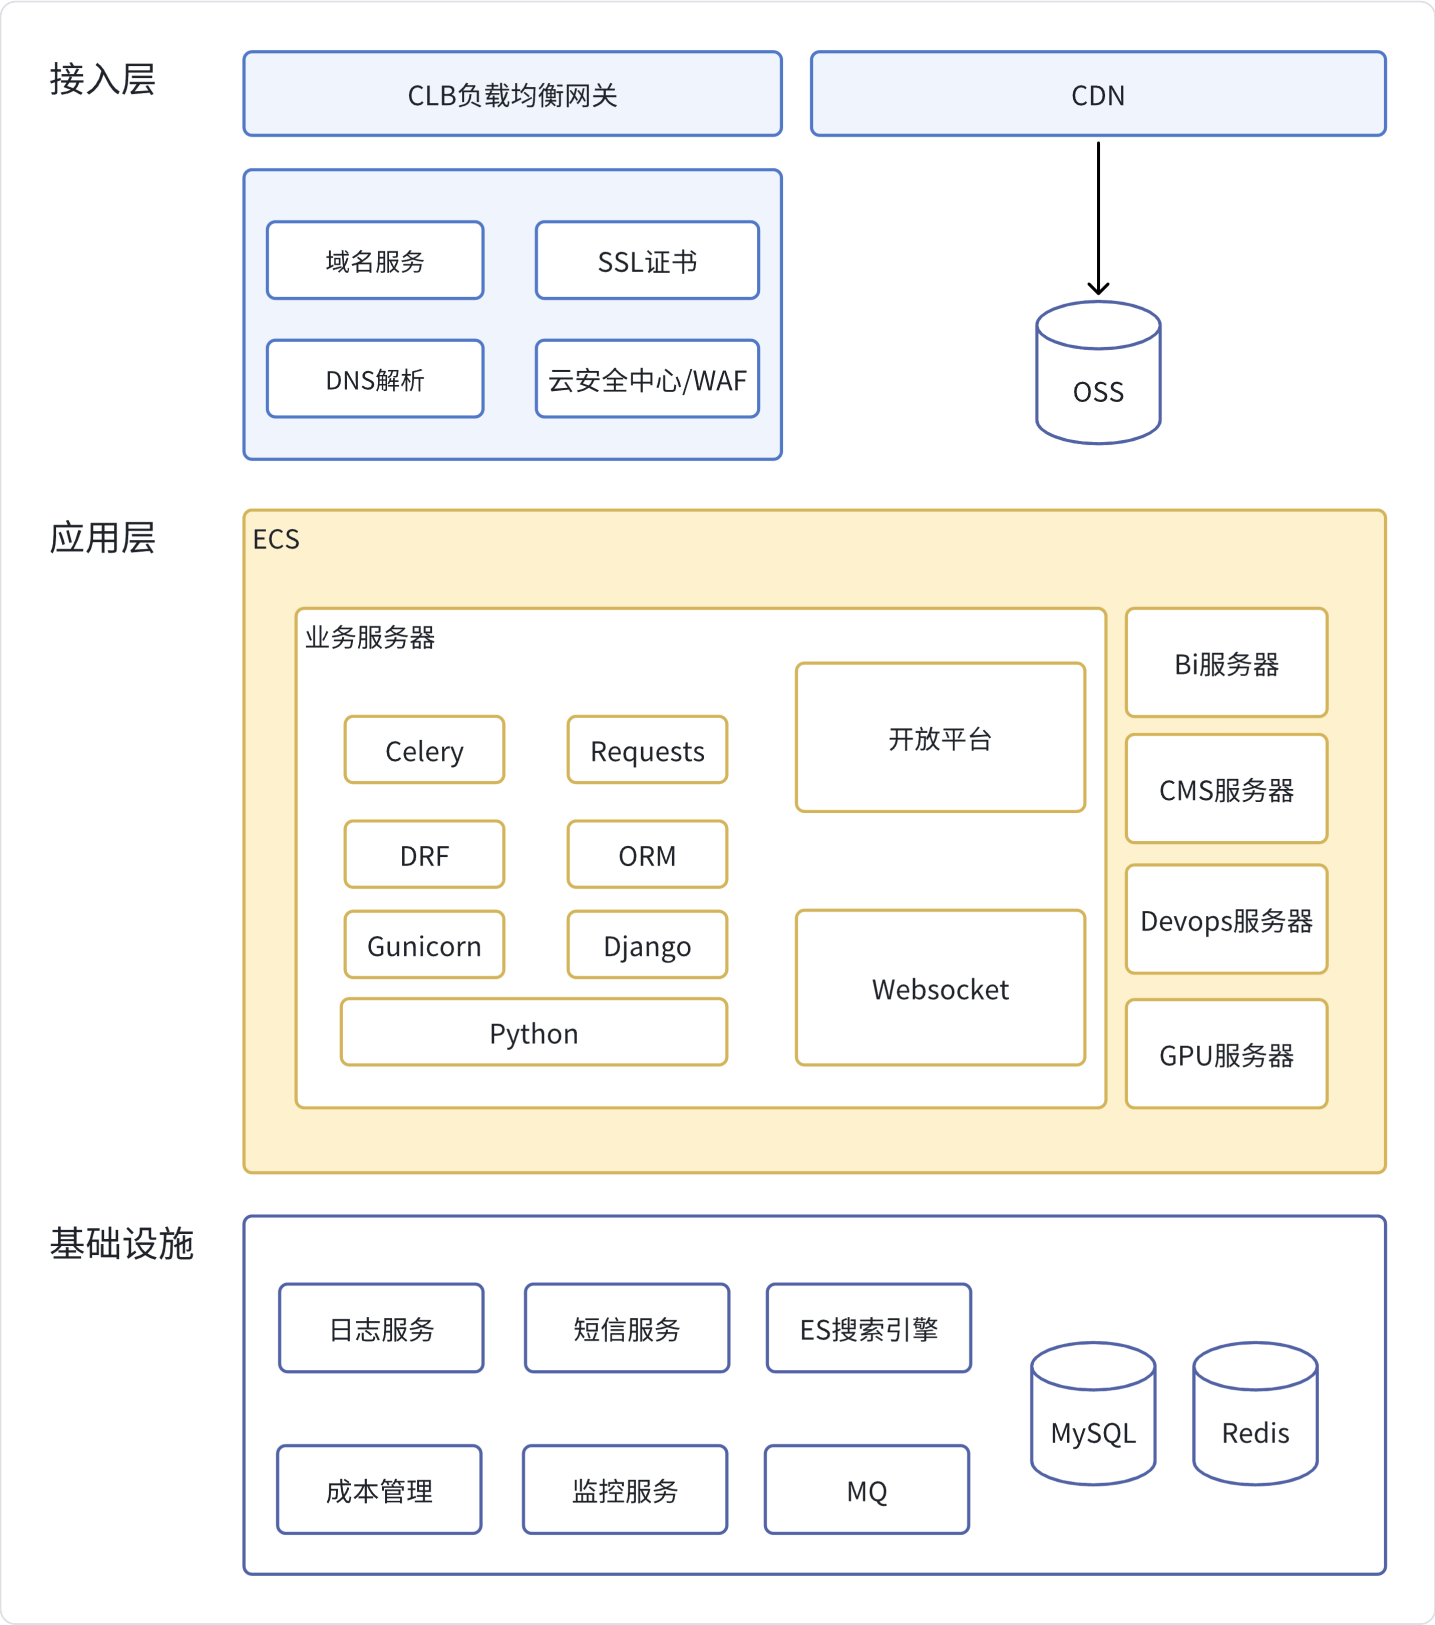 接入层
CLB负载均衡网关
CDN
域名服务
SSL证书
DNS解析
云安全中心/WAF
OSS
应用层
ECS
业务服务器
Celery
Requests
开放平台
DRF
ORM
Gunicorn
Django
Python
Websocket
Bi服务器
CMS服务器
Devops服务器
GPU服务器
基础设施
日志服务
短信服务
ES搜索引擎
成本管理
监控服务
MQ
MySQL
Redis